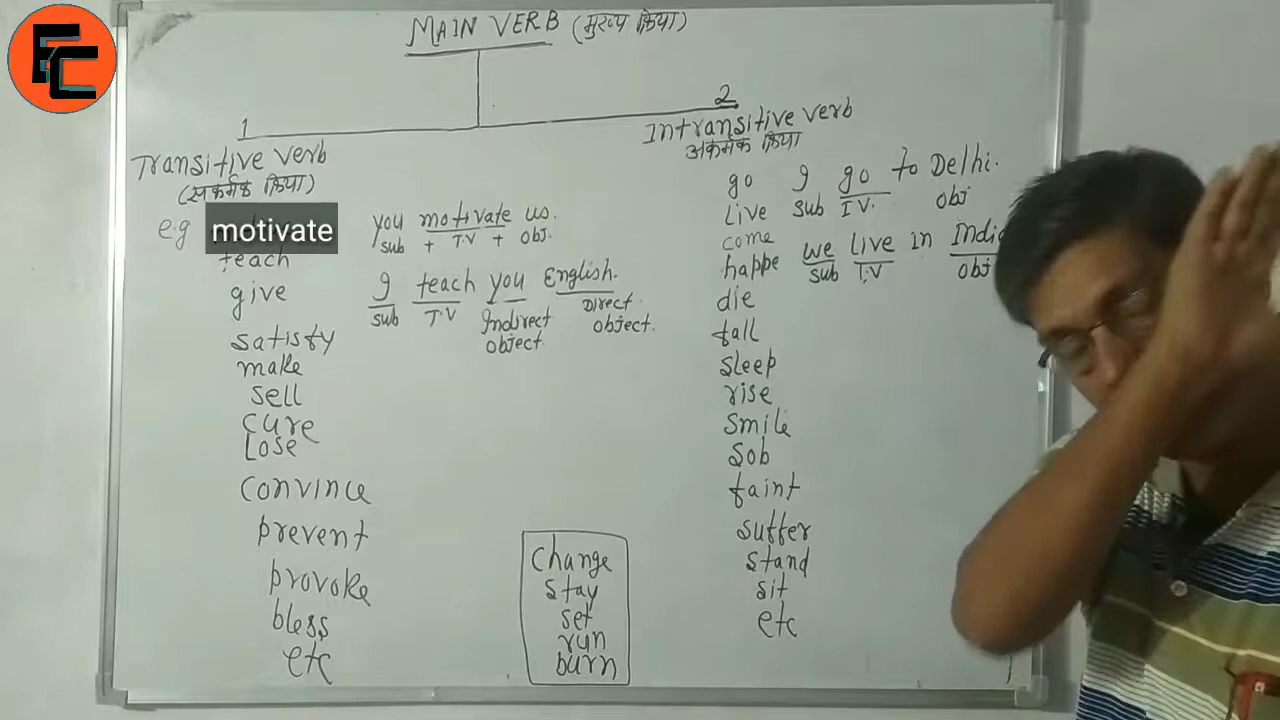 EC
MAIN VERB (मुख्य क्रिया)
1
Transitive verb
(सकर्मक क्रिया)
e.g
motivate
teach
give
satisfy
make
sell
cure
Lose
convince
prevent
provoke
bless
etc
you motivate us.
sub + T.V + obj.
I teach you English.
sub T.V Indirect object. Direct object.
change
stay
set
run
burn
2
Intransitive verb
अकर्मक क्रिया
go
Live
come
happe
die
fall
sleep
rise
smile
sob
faint
suffer
stand
sit
etc
I go to Delhi.
sub I.V. obj
we live in
sub I.V obj